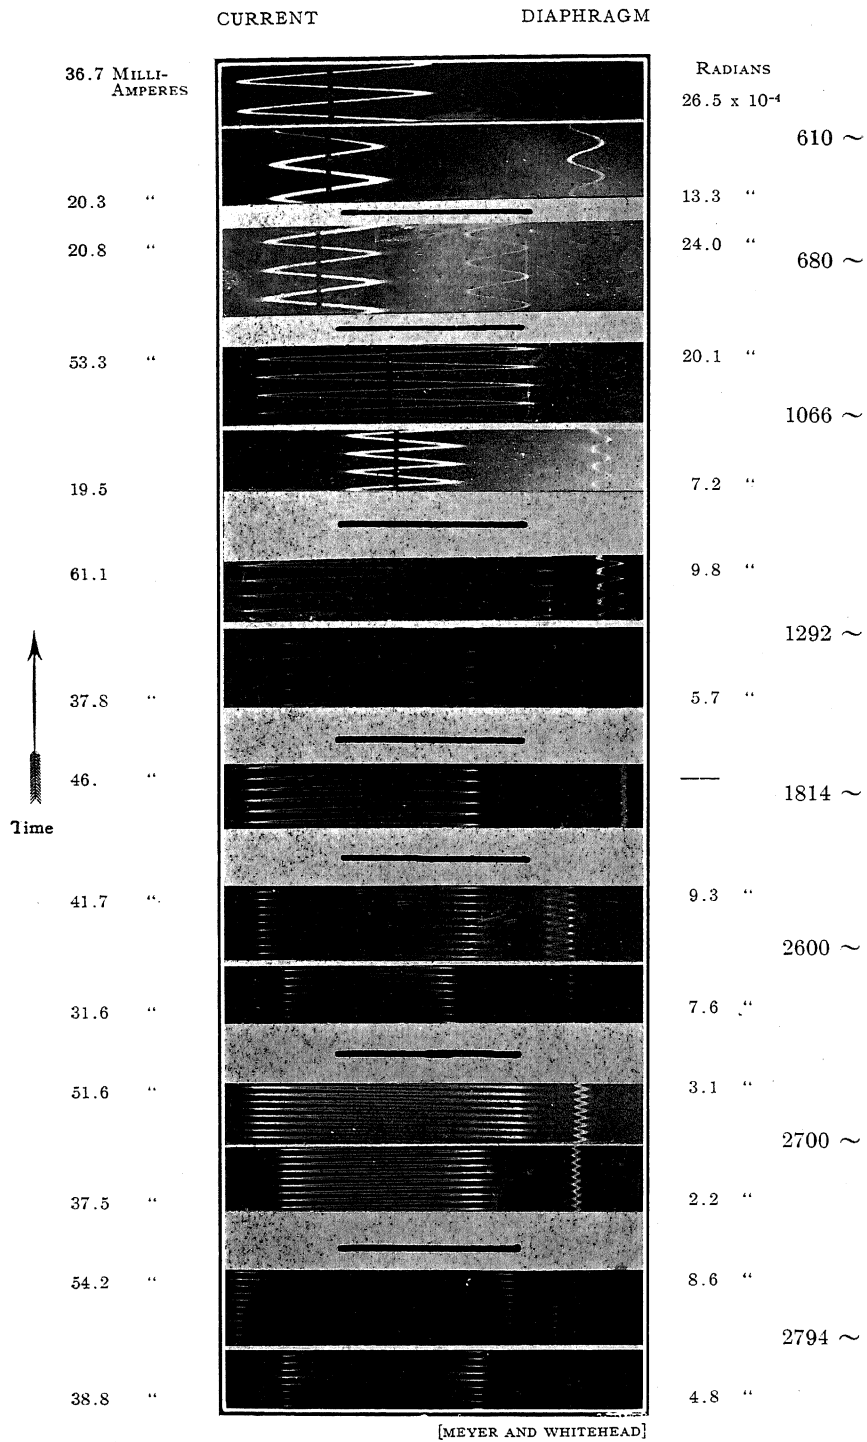 CURRENT DIAPHRAGM
36.7 MILLI-AMPERES RADIANS
26.5 x 10⁻⁴
610 ~
20.3 “ 13.3 “
20.8 “ 24.0 “
680 ~
53.3 “ 20.1 “
1066 ~
19.5 7.2 “
61.1 9.8 “
1292 ~
37.8 “ 5.7 “
46. “ ——
1814 ~
Time
41.7 “ 9.3 “
2600 ~
31.6 “ 7.6 “
51.6 “ 3.1 “
2700 ~
37.5 “ 2.2 “
54.2 “ 8.6 “
2794 ~
38.8 “ 4.8 “
[MEYER AND WHITEHEAD]